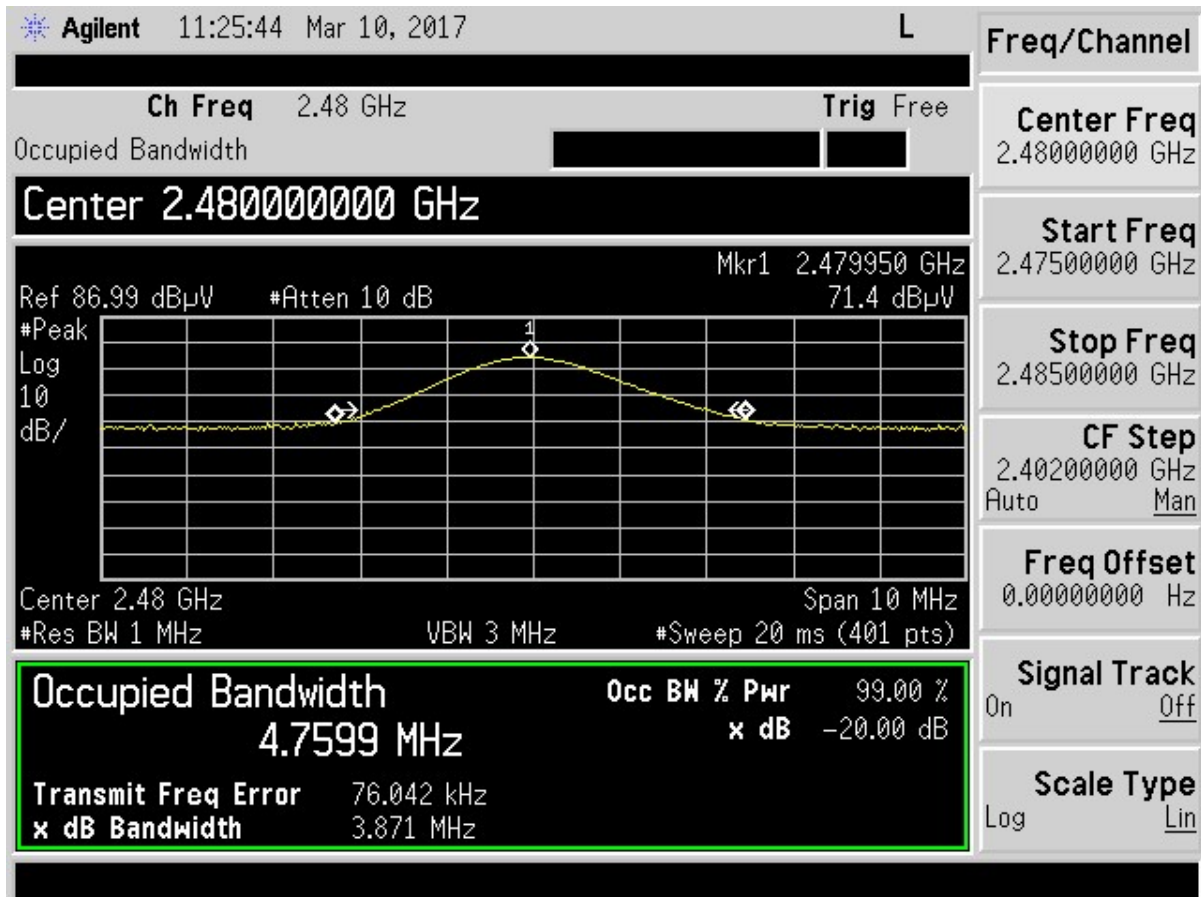 Agilent 11:25:44 Mar 10, 2017 L
Ch Freq 2.48 GHz Trig Free
Occupied Bandwidth
Center 2.480000000 GHz
Mkr1 2.479950 GHz
Ref 86.99 dBµV #Atten 10 dB 71.4 dBµV
#Peak
Log
10
dB/
1
Center 2.48 GHz Span 10 MHz
#Res BW 1 MHz VBW 3 MHz #Sweep 20 ms (401 pts)
Occupied Bandwidth Occ BW % Pwr 99.00 %
4.7599 MHz x dB -20.00 dB
Transmit Freq Error 76.042 kHz
x dB Bandwidth 3.871 MHz
Freq/Channel
Center Freq
2.48000000 GHz
Start Freq
2.47500000 GHz
Stop Freq
2.48500000 GHz
CF Step
2.40200000 GHz
Auto Man
Freq Offset
0.00000000 Hz
Signal Track
On Off
Scale Type
Log Lin